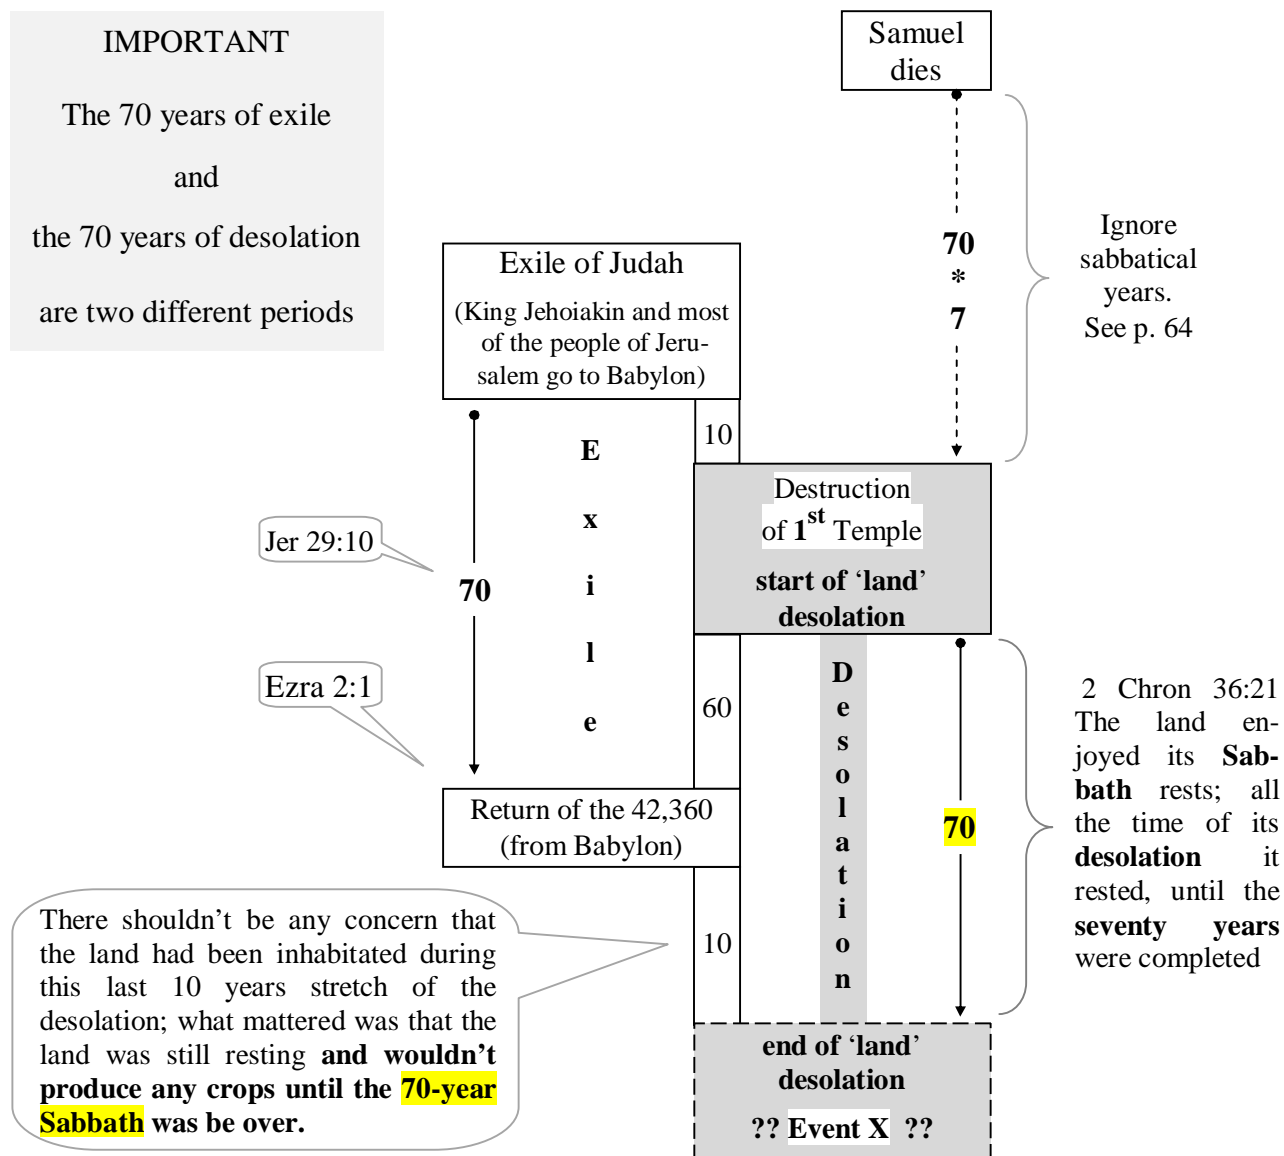 IMPORTANT
The 70 years of exile
and
the 70 years of desolation
are two different periods
Samuel
dies
70
*
7
Ignore
sabbatical
years.
See p. 64
Exile of Judah
(King Jehoiakin and most
of the people of Jeru-
salem go to Babylon)
10
E
x
i
l
e
Jer 29:10
70
Ezra 2:1
Destruction
of 1st Temple
start of ‘land’
desolation
60
D
e
s
o
l
a
t
i
o
n
70
2 Chron 36:21
The land en-
joyed its Sab-
bath rests; all
the time of its
desolation it
rested, until the
seventy years
were completed
Return of the 42,360
(from Babylon)
10
There shouldn’t be any concern that
the land had been inhabitated during
this last 10 years stretch of the
desolation; what mattered was that the
land was still resting and wouldn’t
produce any crops until the 70-year
Sabbath was be over.
end of ‘land’
desolation
?? Event X ??